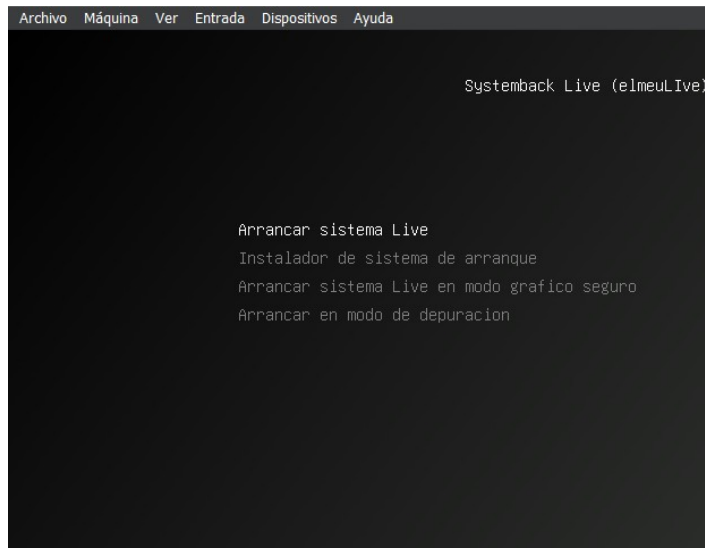 Archivo Máquina Ver Entrada Dispositivos Ayuda
Systemback Live (elmeuLIve)
Arrancar sistema Live
Instalador de sistema de arranque
Arrancar sistema Live en modo grafico seguro
Arrancar en modo de depuracion